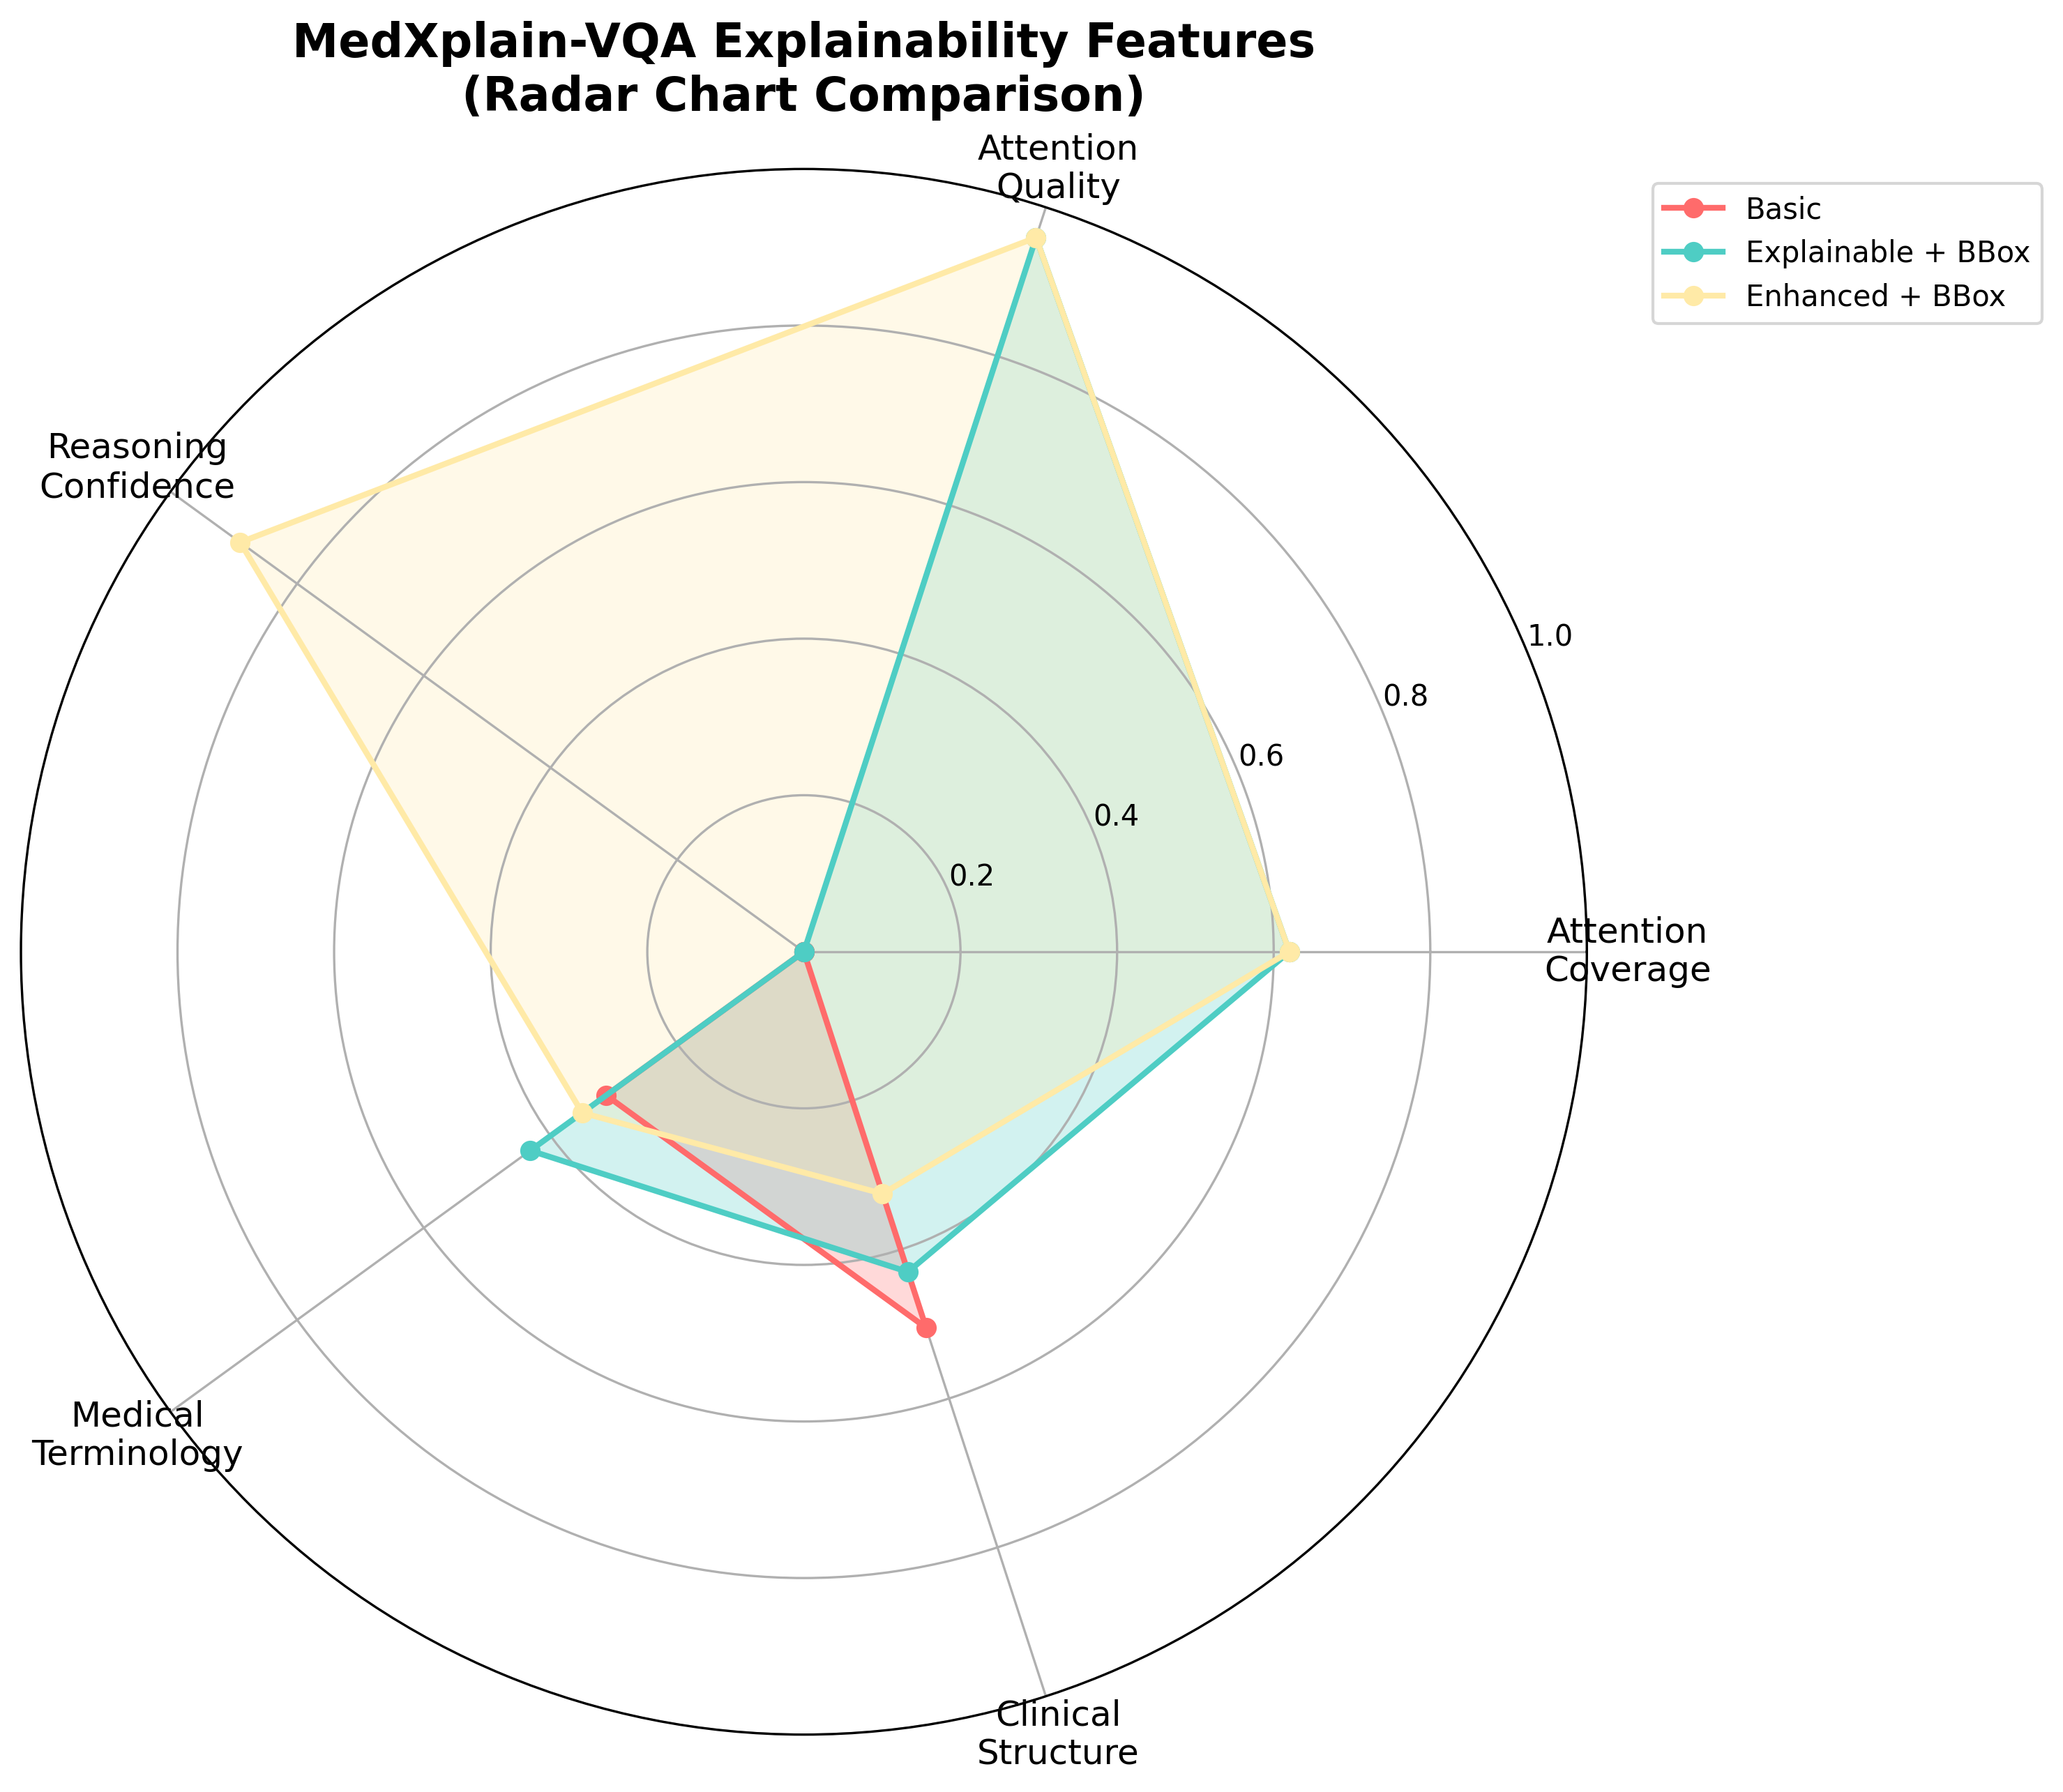 MedXplain-VQA Explainability Features
(Radar Chart Comparison)
Attention
Quality
Basic
Explainable + BBox
Enhanced + BBox
Reasoning
Confidence
1.0
0.8
0.6
0.4
0.2
Attention
Coverage
Medical
Terminology
Clinical
Structure